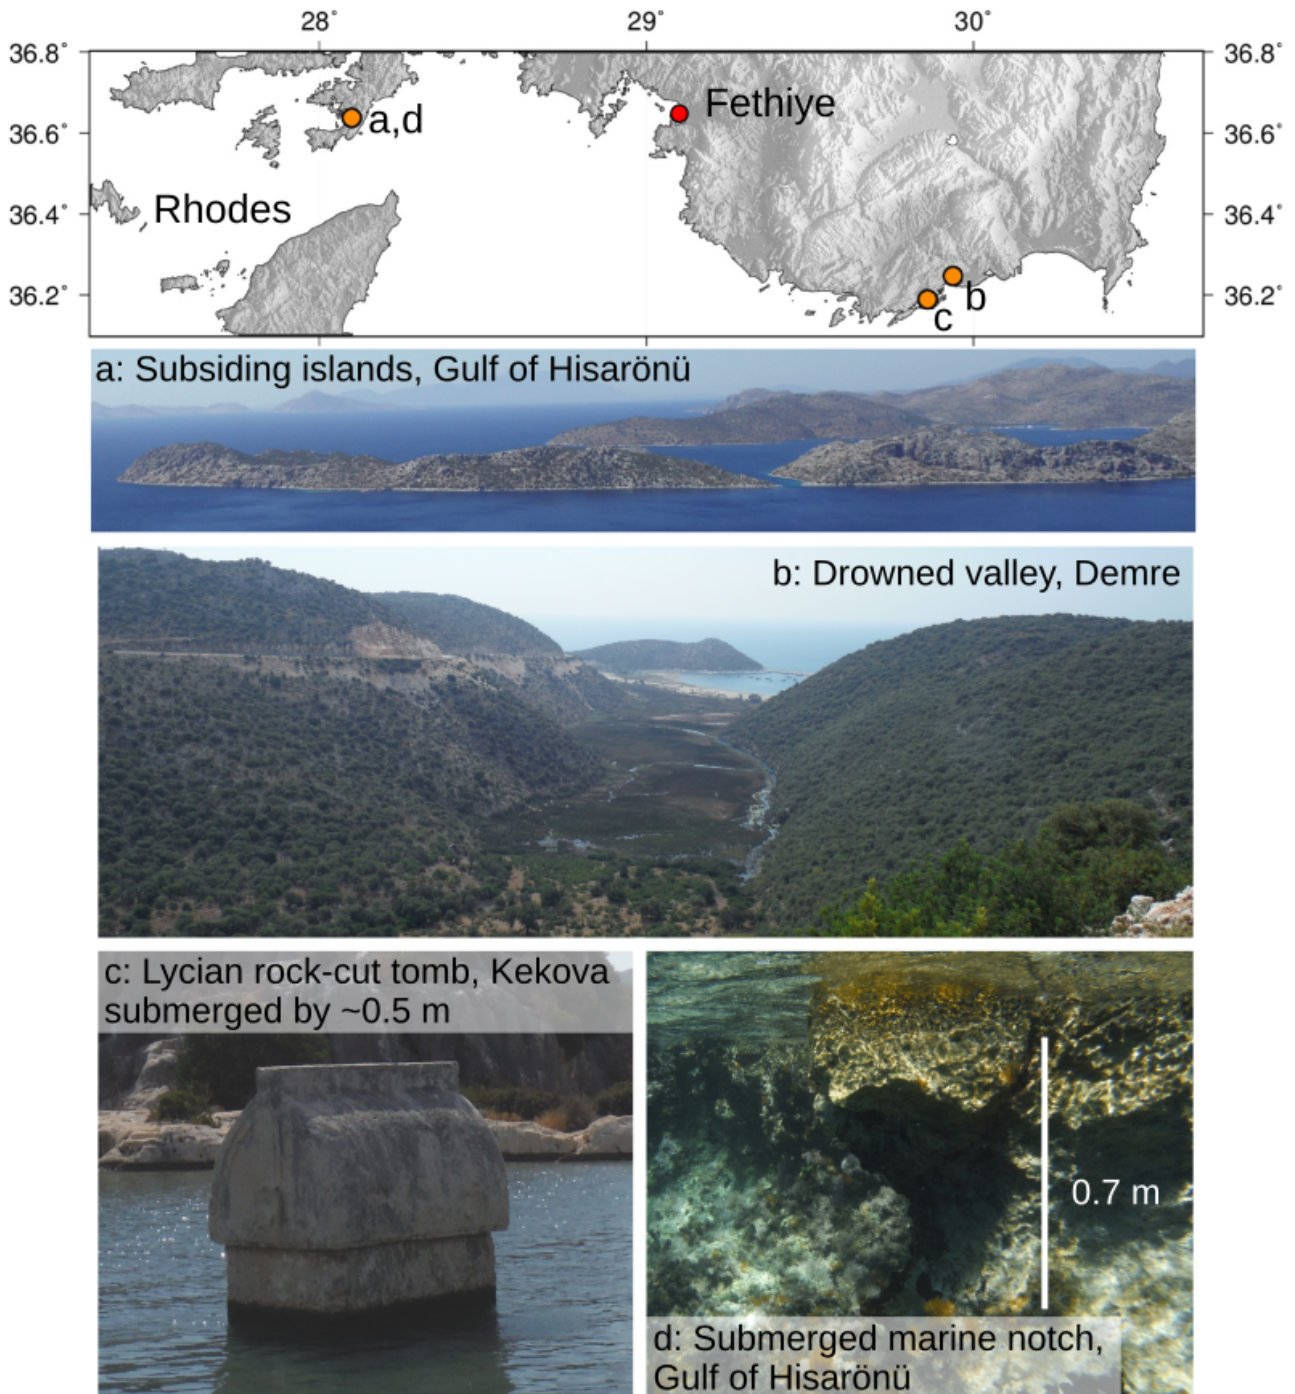 28° 29° 30°
36.8° 36.8°
Fethiye
a,d
36.6° 36.6°
Rhodes
36.4° 36.4°
36.2° 36.2°
b
c
a: Subsiding islands, Gulf of Hisarönü
b: Drowned valley, Demre
c: Lycian rock-cut tomb, Kekova
submerged by ~0.5 m
0.7 m
d: Submerged marine notch,
Gulf of Hisarönü